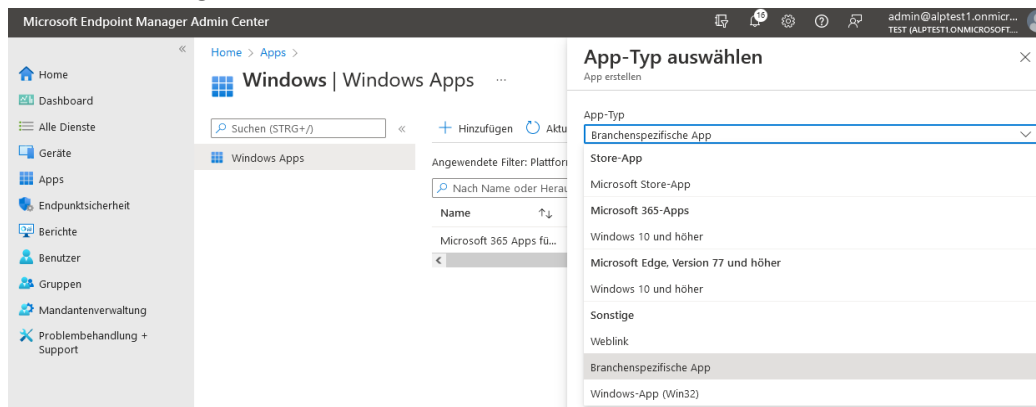 Microsoft Endpoint Manager Admin Center
16
admin@alptest1.onmicr...
TEST (ALPTEST1.ONMICROSOFT....
Home
Dashboard
Alle Dienste
Geräte
Apps
Endpunktsicherheit
Berichte
Benutzer
Gruppen
Mandantenverwaltung
Problembehandlung +
Support
Home > Apps >
Windows | Windows Apps ...
Suchen (STRG+/)
Windows Apps
+ Hinzufügen Aktu
Angewendete Filter: Plattforn
Nach Name oder Herau
Name
Microsoft 365 Apps fü...
App-Typ auswählen
App erstellen
App-Typ
Branchenspezifische App
Store-App
Microsoft Store-App
Microsoft 365-Apps
Windows 10 und höher
Microsoft Edge, Version 77 und höher
Windows 10 und höher
Sonstige
Weblink
Branchenspezifische App
Windows-App (Win32)